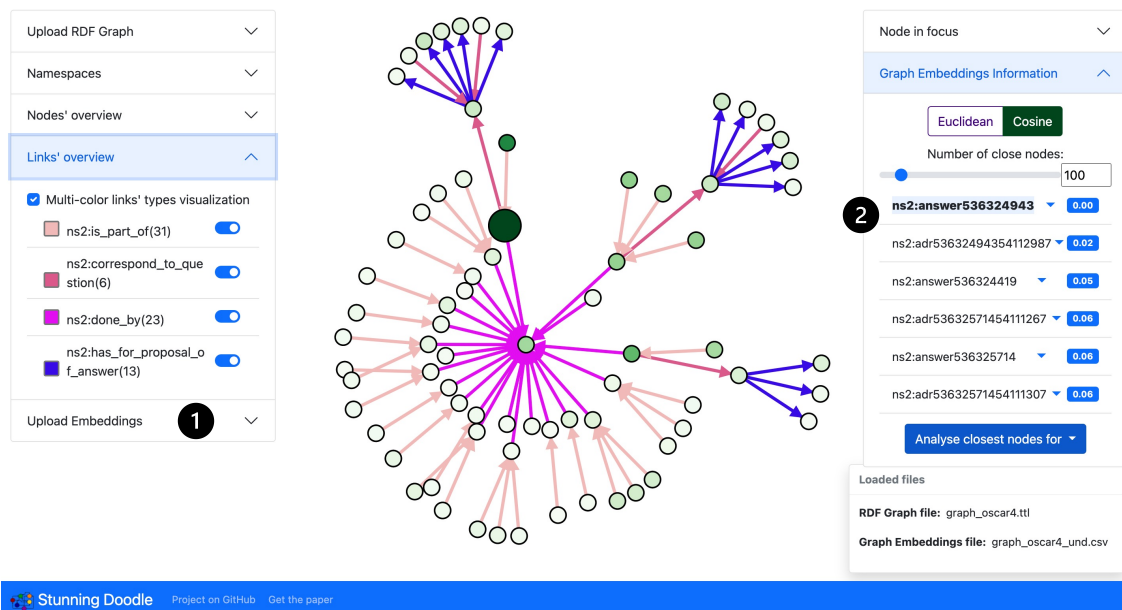 Upload RDF Graph
Namespaces
Nodes' overview
Links' overview
Multi-color links' types visualization
ns2:is_part_of(31)
ns2:correspond_to_que
stion(6)
ns2:done_by(23)
ns2:has_for_proposal_o
f_answer(13)
Upload Embeddings
1
Node in focus
Graph Embeddings Information
Euclidean Cosine
Number of close nodes:
100
2
ns2:answer536324943 0.00
ns2:adr53632494354112987 0.02
ns2:answer536324419 0.05
ns2:adr53632571454111267 0.06
ns2:answer536325714 0.06
ns2:adr53632571454111307 0.06
Analyse closest nodes for
Loaded files
RDF Graph file: graph_oscar4.ttl
Graph Embeddings file: graph_oscar4_und.csv
Stunning Doodle Project on GitHub Get the paper